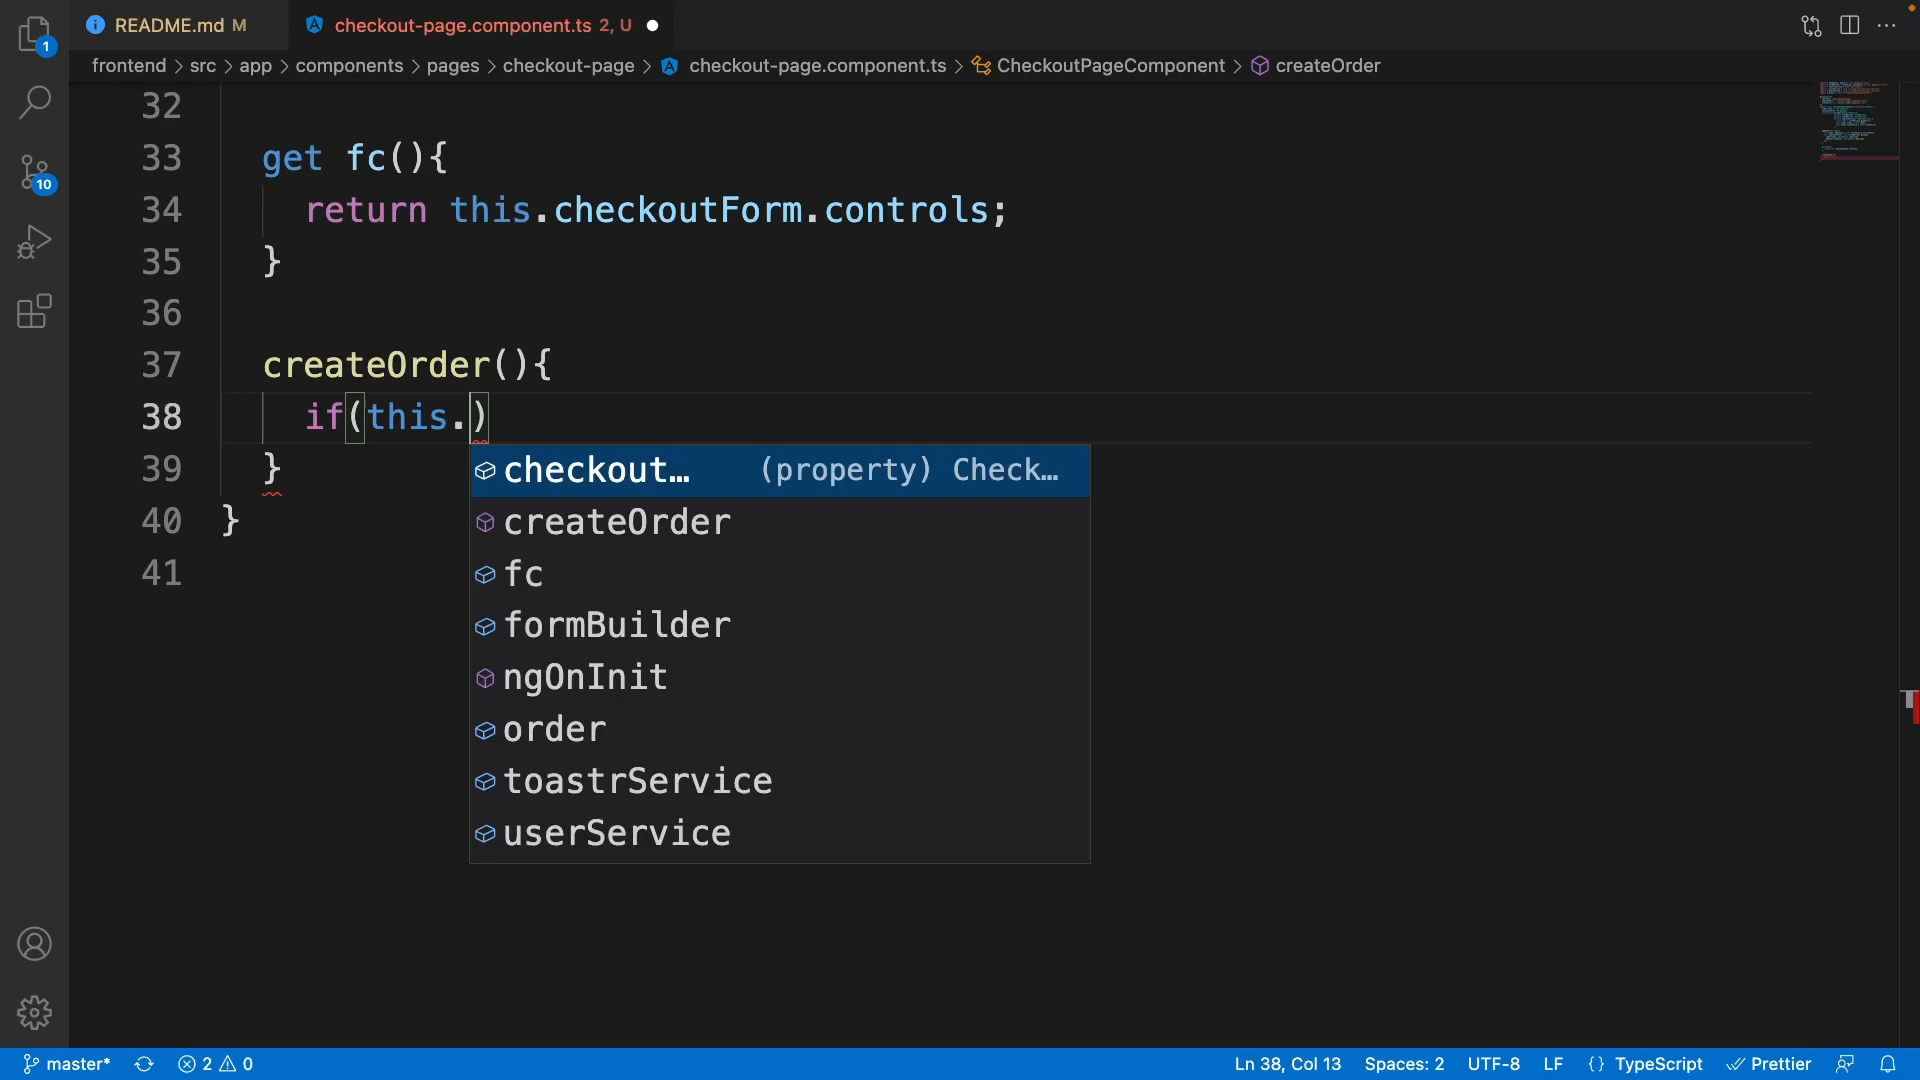 README.md M
checkout-page.component.ts 2, U
1
frontend > src > app > components > pages > checkout-page > checkout-page.component.ts > CheckoutPageComponent > createOrder
32
33 get fc(){
34 return this.checkoutForm.controls;
35 }
36
37 createOrder(){
38 if(this.)
39 }
40 }
41
10
checkout… (property) Check…
createOrder
fc
formBuilder
ngOnInit
order
toastrService
userService
master* 2 0 Ln 38, Col 13 Spaces: 2 UTF-8 LF {} TypeScript Prettier